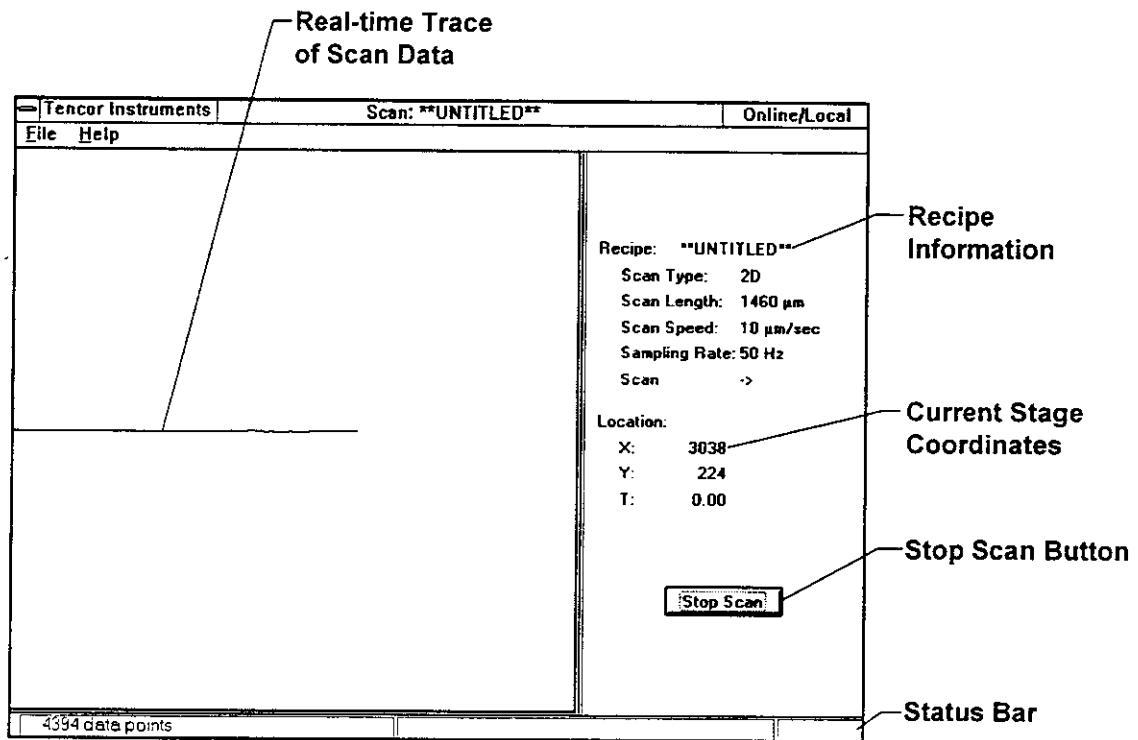 Real-time Trace
of Scan Data
Tencor Instruments Scan: **UNTITLED** Online/Local
File Help
Recipe: **UNTITLED**
Scan Type: 2D
Scan Length: 1460 µm
Scan Speed: 10 µm/sec
Sampling Rate: 50 Hz
Scan ->
Location:
X: 3038
Y: 224
T: 0.00
Stop Scan
4394 data points
Recipe
Information
Current Stage
Coordinates
Stop Scan Button
Status Bar